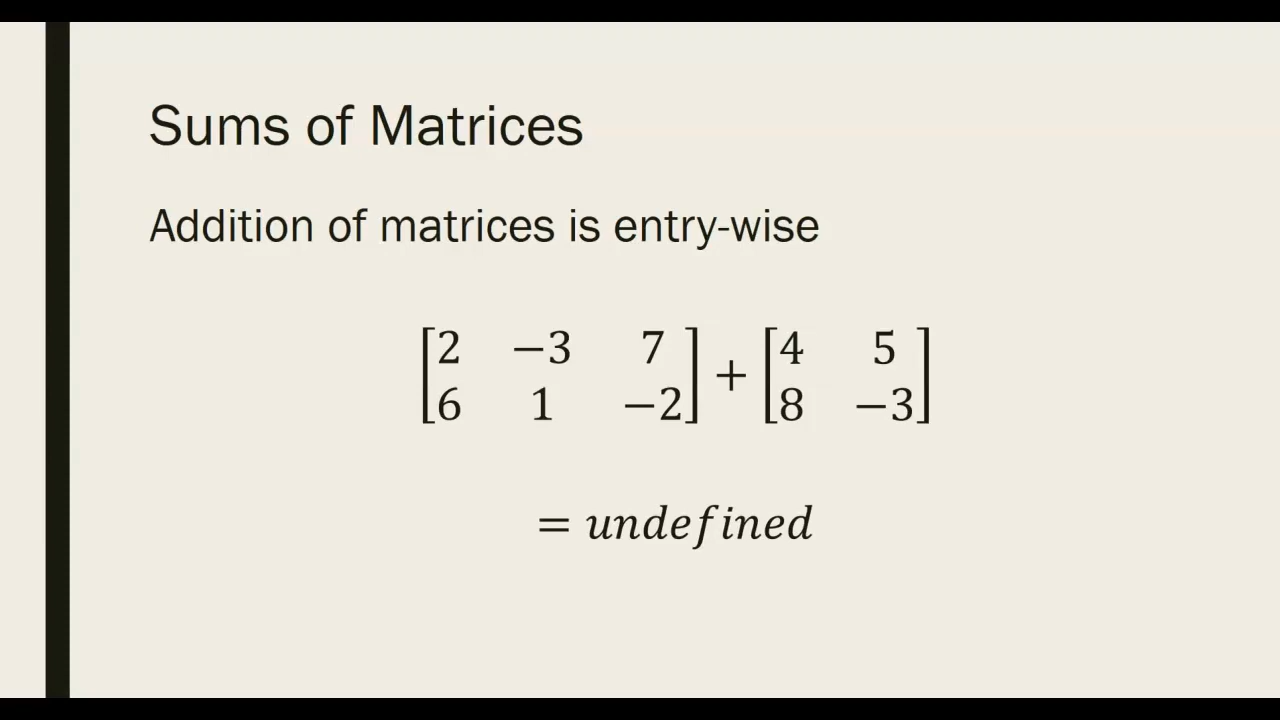 Sums of Matrices
Addition of matrices is entry-wise
[2 −3 7] + [4 5]
[6 1 −2] [8 −3]
= undefined